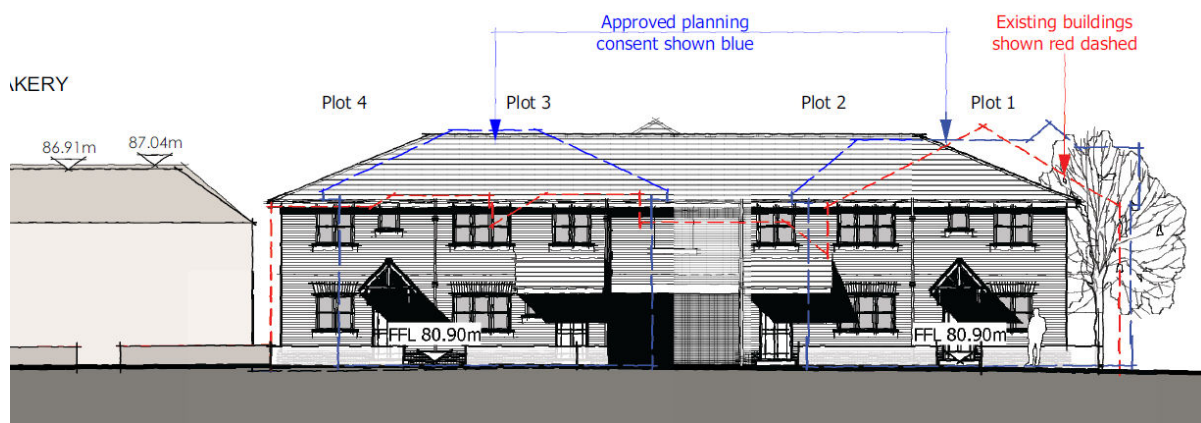 Approved planning
consent shown blue
Existing buildings
shown red dashed
AKERY
Plot 4
Plot 3
Plot 2
Plot 1
86.91m
87.04m
FFL 80.90m
FFL 80.90m